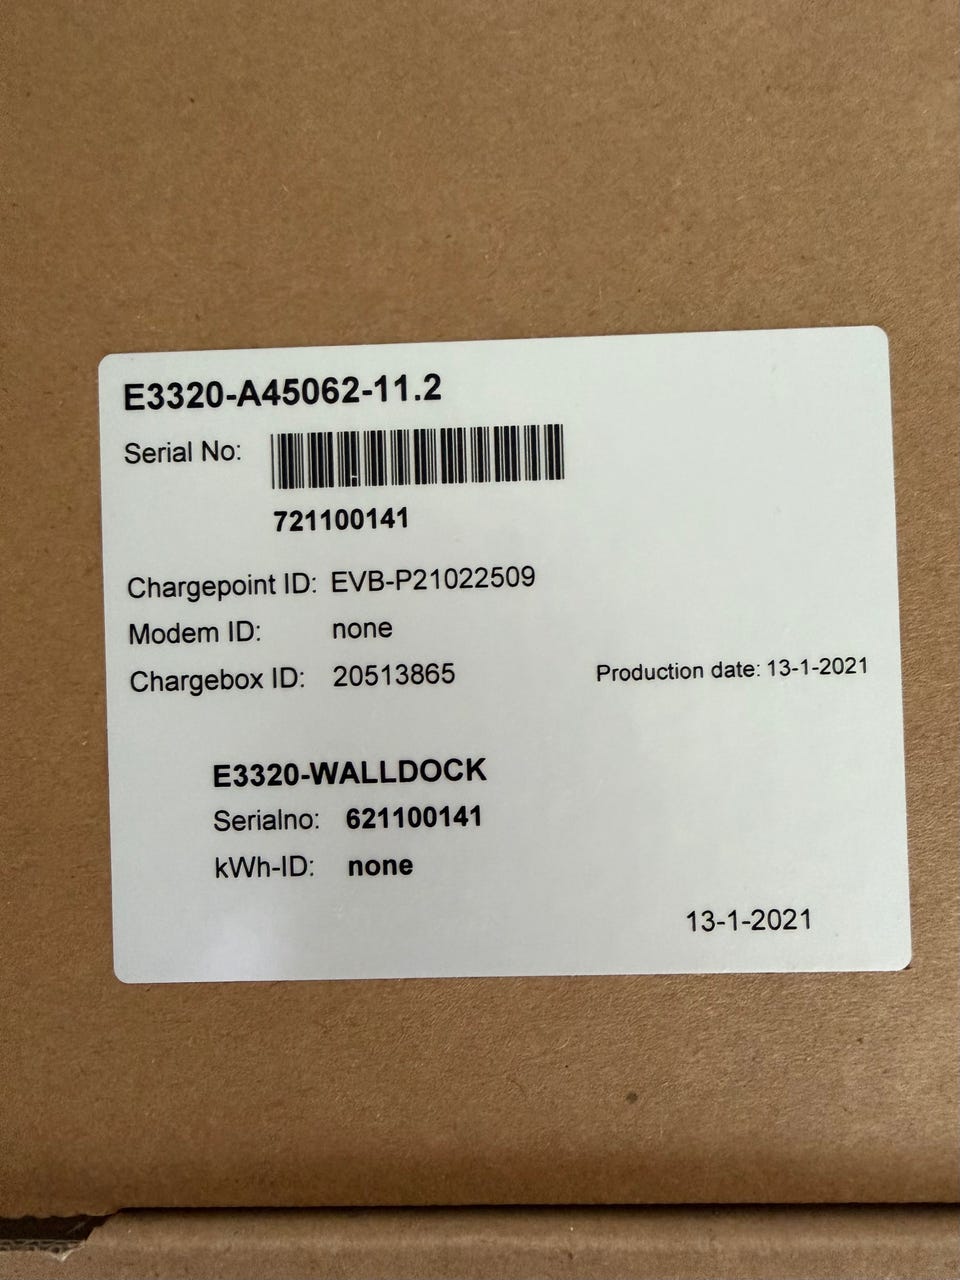 E3320-A45062-11.2
Serial No:
721100141
Chargepoint ID: EVB-P21022509
Modem ID: none
Chargebox ID: 20513865 Production date: 13-1-2021
E3320-WALLDOCK
Serialno: 621100141
kWh-ID: none
13-1-2021